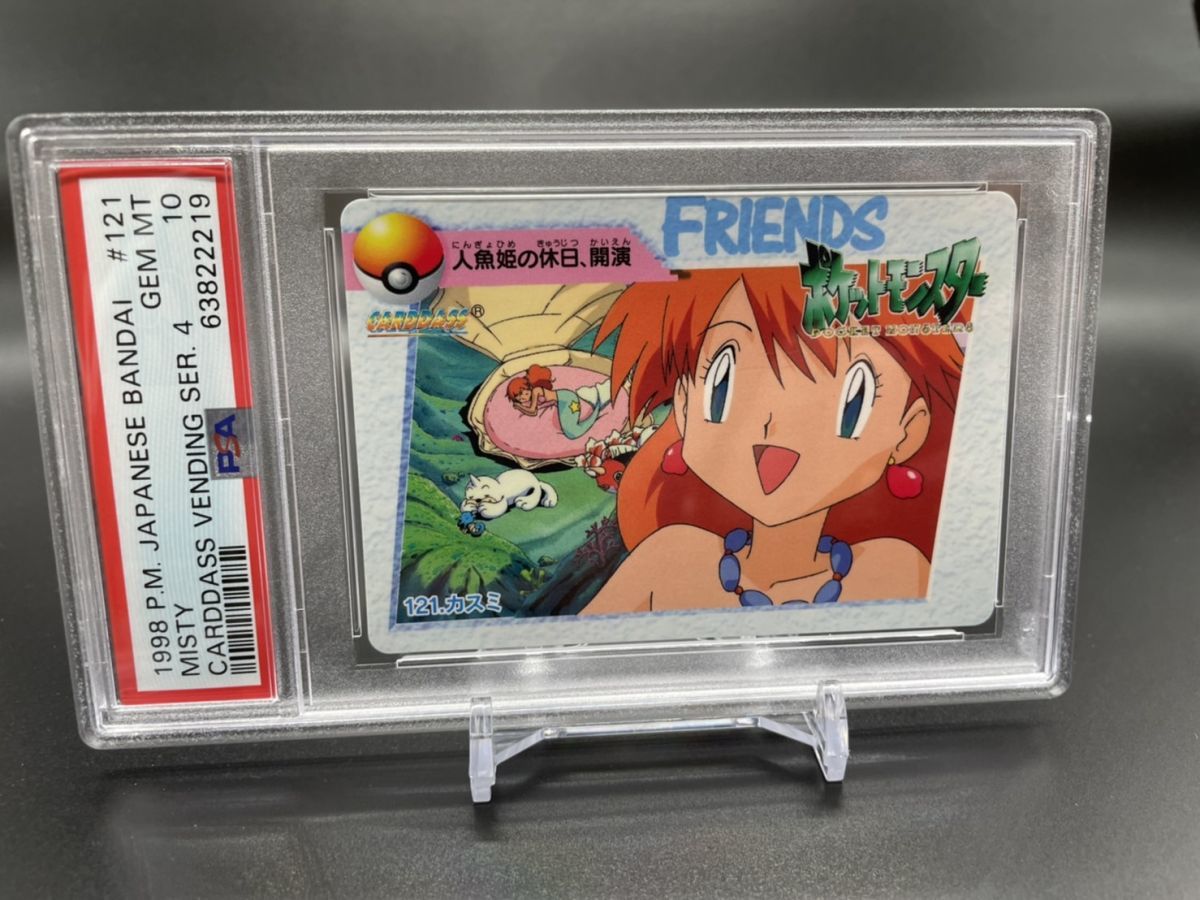 1998 P.M. JAPANESE BANDAI #121
MISTY GEM MT
CARDDASS VENDING SER. 4 10
63822219
PSA
FRIENDS
にんぎょひめ きゅうじつ かいえん
人魚姫の休日、開演
ポケットモンスター
POCKET MONSTERS
CARDDASS®
121.カスミ